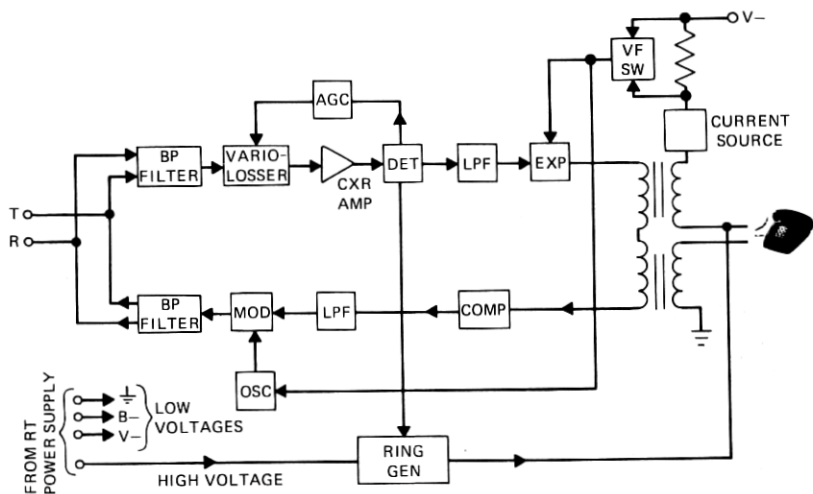 V–
VF
SW
AGC
CURRENT
SOURCE
BP
FILTER
VARIO-
LOSSER
CXR
AMP
DET
LPF
EXP
T
R
BP
FILTER
MOD
LPF
COMP
OSC
FROM RT
POWER SUPPLY
B–
V–
LOW
VOLTAGES
HIGH VOLTAGE
RING
GEN